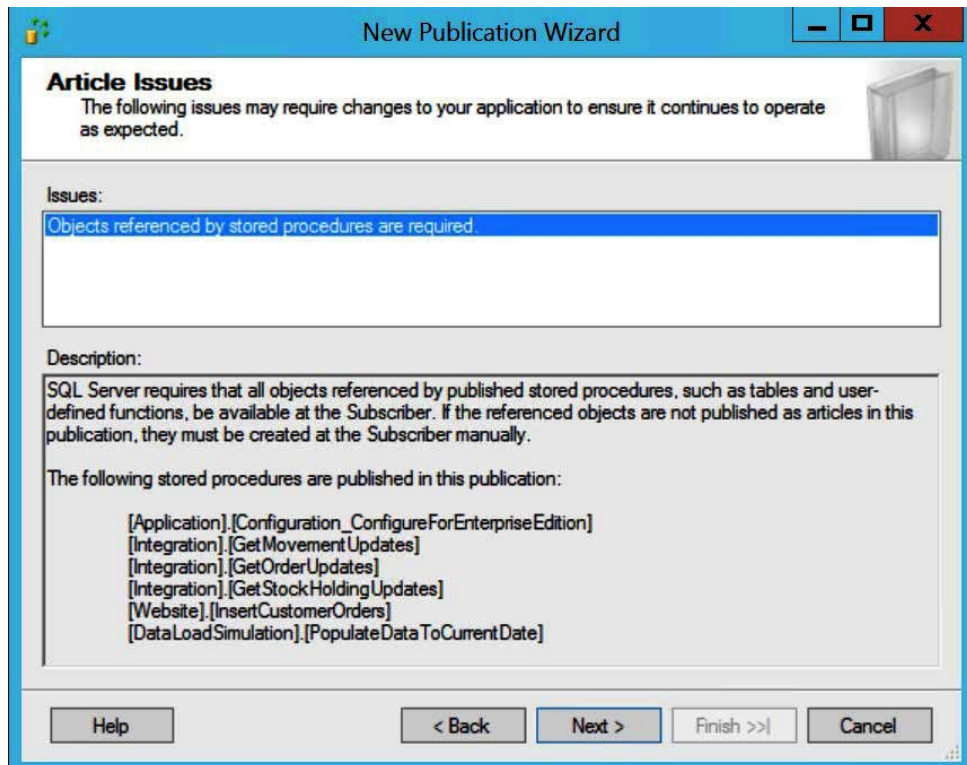 New Publication Wizard
Article Issues
The following issues may require changes to your application to ensure it continues to operate
as expected.
Issues:
Objects referenced by stored procedures are required.
Description:
SQL Server requires that all objects referenced by published stored procedures, such as tables and user-
defined functions, be available at the Subscriber. If the referenced objects are not published as articles in this
publication, they must be created at the Subscriber manually.
The following stored procedures are published in this publication:
[Application].[Configuration_ConfigureForEnterpriseEdition]
[Integration].[GetMovementUpdates]
[Integration].[GetOrderUpdates]
[Integration].[GetStockHoldingUpdates]
[Website].[InsertCustomerOrders]
[DataLoadSimulation].[PopulateDataToCurrentDate]
Help < Back Next > Finish >>| Cancel